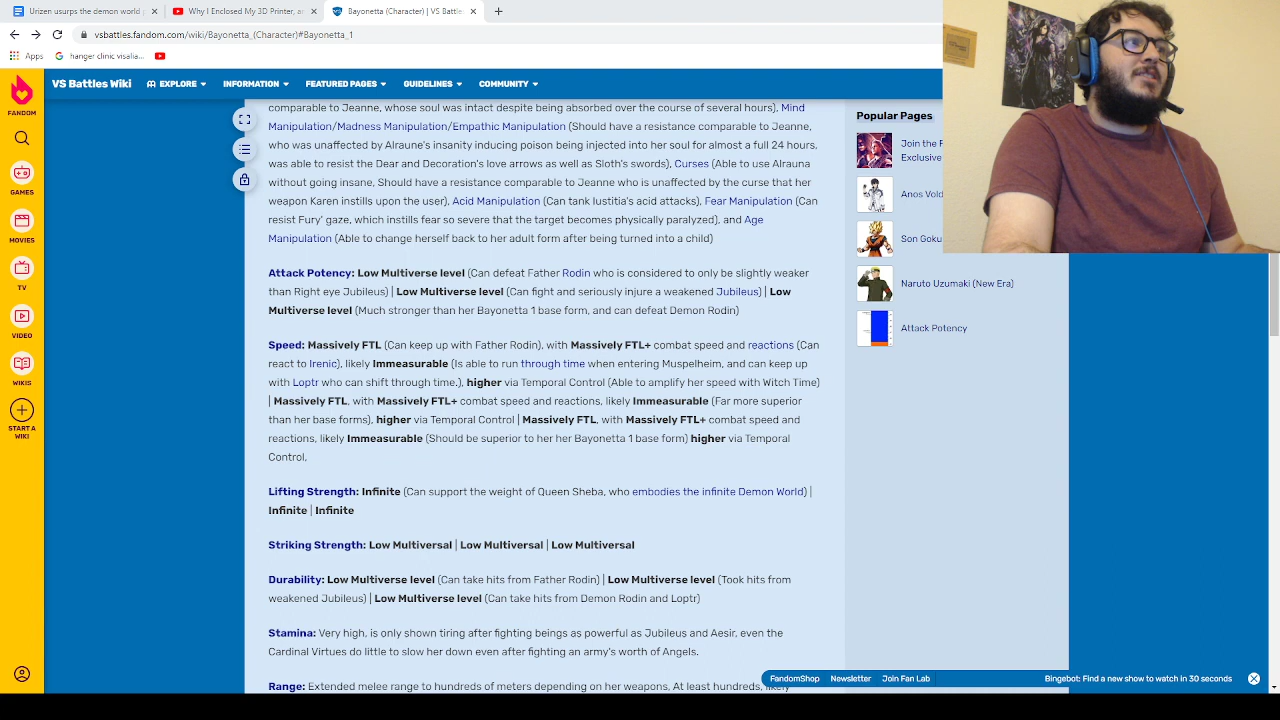 Urizen usurps the demon world
Why I Enclosed My 3D Printer, a
Bayonetta (Character) | VS Battle
vsbattles.fandom.com/wiki/Bayonetta_(Character)#Bayonetta_1
Apps
hanger clinic visalia...
FANDOM
GAMES
MOVIES
TV
VIDEO
WIKIS
START A
WIKI
VS Battles Wiki
EXPLORE
INFORMATION
FEATURED PAGES
GUIDELINES
COMMUNITY
comparable to Jeanne, whose soul was intact despite being absorbed over the course of several hours), Mind
Manipulation/Madness Manipulation/Empathic Manipulation (Should have a resistance comparable to Jeanne,
who was unaffected by Alraune's insanity inducing poison being injected into her soul for almost a full 24 hours,
was able to resist the Dear and Decoration's love arrows as well as Sloth's swords), Curses (Able to use Alrauna
without going insane, Should have a resistance comparable to Jeanne who is unaffected by the curse that her
weapon Karen instills upon the user), Acid Manipulation (Can tank Iustitia's acid attacks), Fear Manipulation (Can
resist Fury' gaze, which instills fear so severe that the target becomes physically paralyzed), and Age
Manipulation (Able to change herself back to her adult form after being turned into a child)
Attack Potency: Low Multiverse level (Can defeat Father Rodin who is considered to only be slightly weaker
than Right eye Jubileus) | Low Multiverse level (Can fight and seriously injure a weakened Jubileus) | Low
Multiverse level (Much stronger than her Bayonetta 1 base form, and can defeat Demon Rodin)
Speed: Massively FTL (Can keep up with Father Rodin), with Massively FTL+ combat speed and reactions (Can
react to Irenic), likely Immeasurable (Is able to run through time when entering Muspelheim, and can keep up
with Loptr who can shift through time.), higher via Temporal Control (Able to amplify her speed with Witch Time)
| Massively FTL, with Massively FTL+ combat speed and reactions, likely Immeasurable (Far more superior
than her base forms), higher via Temporal Control | Massively FTL, with Massively FTL+ combat speed and
reactions, likely Immeasurable (Should be superior to her her Bayonetta 1 base form) higher via Temporal
Control,
Lifting Strength: Infinite (Can support the weight of Queen Sheba, who embodies the infinite Demon World) |
Infinite | Infinite
Striking Strength: Low Multiversal | Low Multiversal | Low Multiversal
Durability: Low Multiverse level (Can take hits from Father Rodin) | Low Multiverse level (Took hits from
weakened Jubileus) | Low Multiverse level (Can take hits from Demon Rodin and Loptr)
Stamina: Very high, is only shown tiring after fighting beings as powerful as Jubileus and Aesir, even the
Cardinal Virtues do little to slow her down even after fighting an army's worth of Angels.
Range: Extended melee range to hundreds of meters depending on her weapons, At least hundreds, likely
Popular Pages
Join the F
Exclusive
Anos Vold
Son Goku
Naruto Uzumaki (New Era)
Attack Potency
FandomShop
Newsletter
Join Fan Lab
Bingebot: Find a new show to watch in 30 seconds